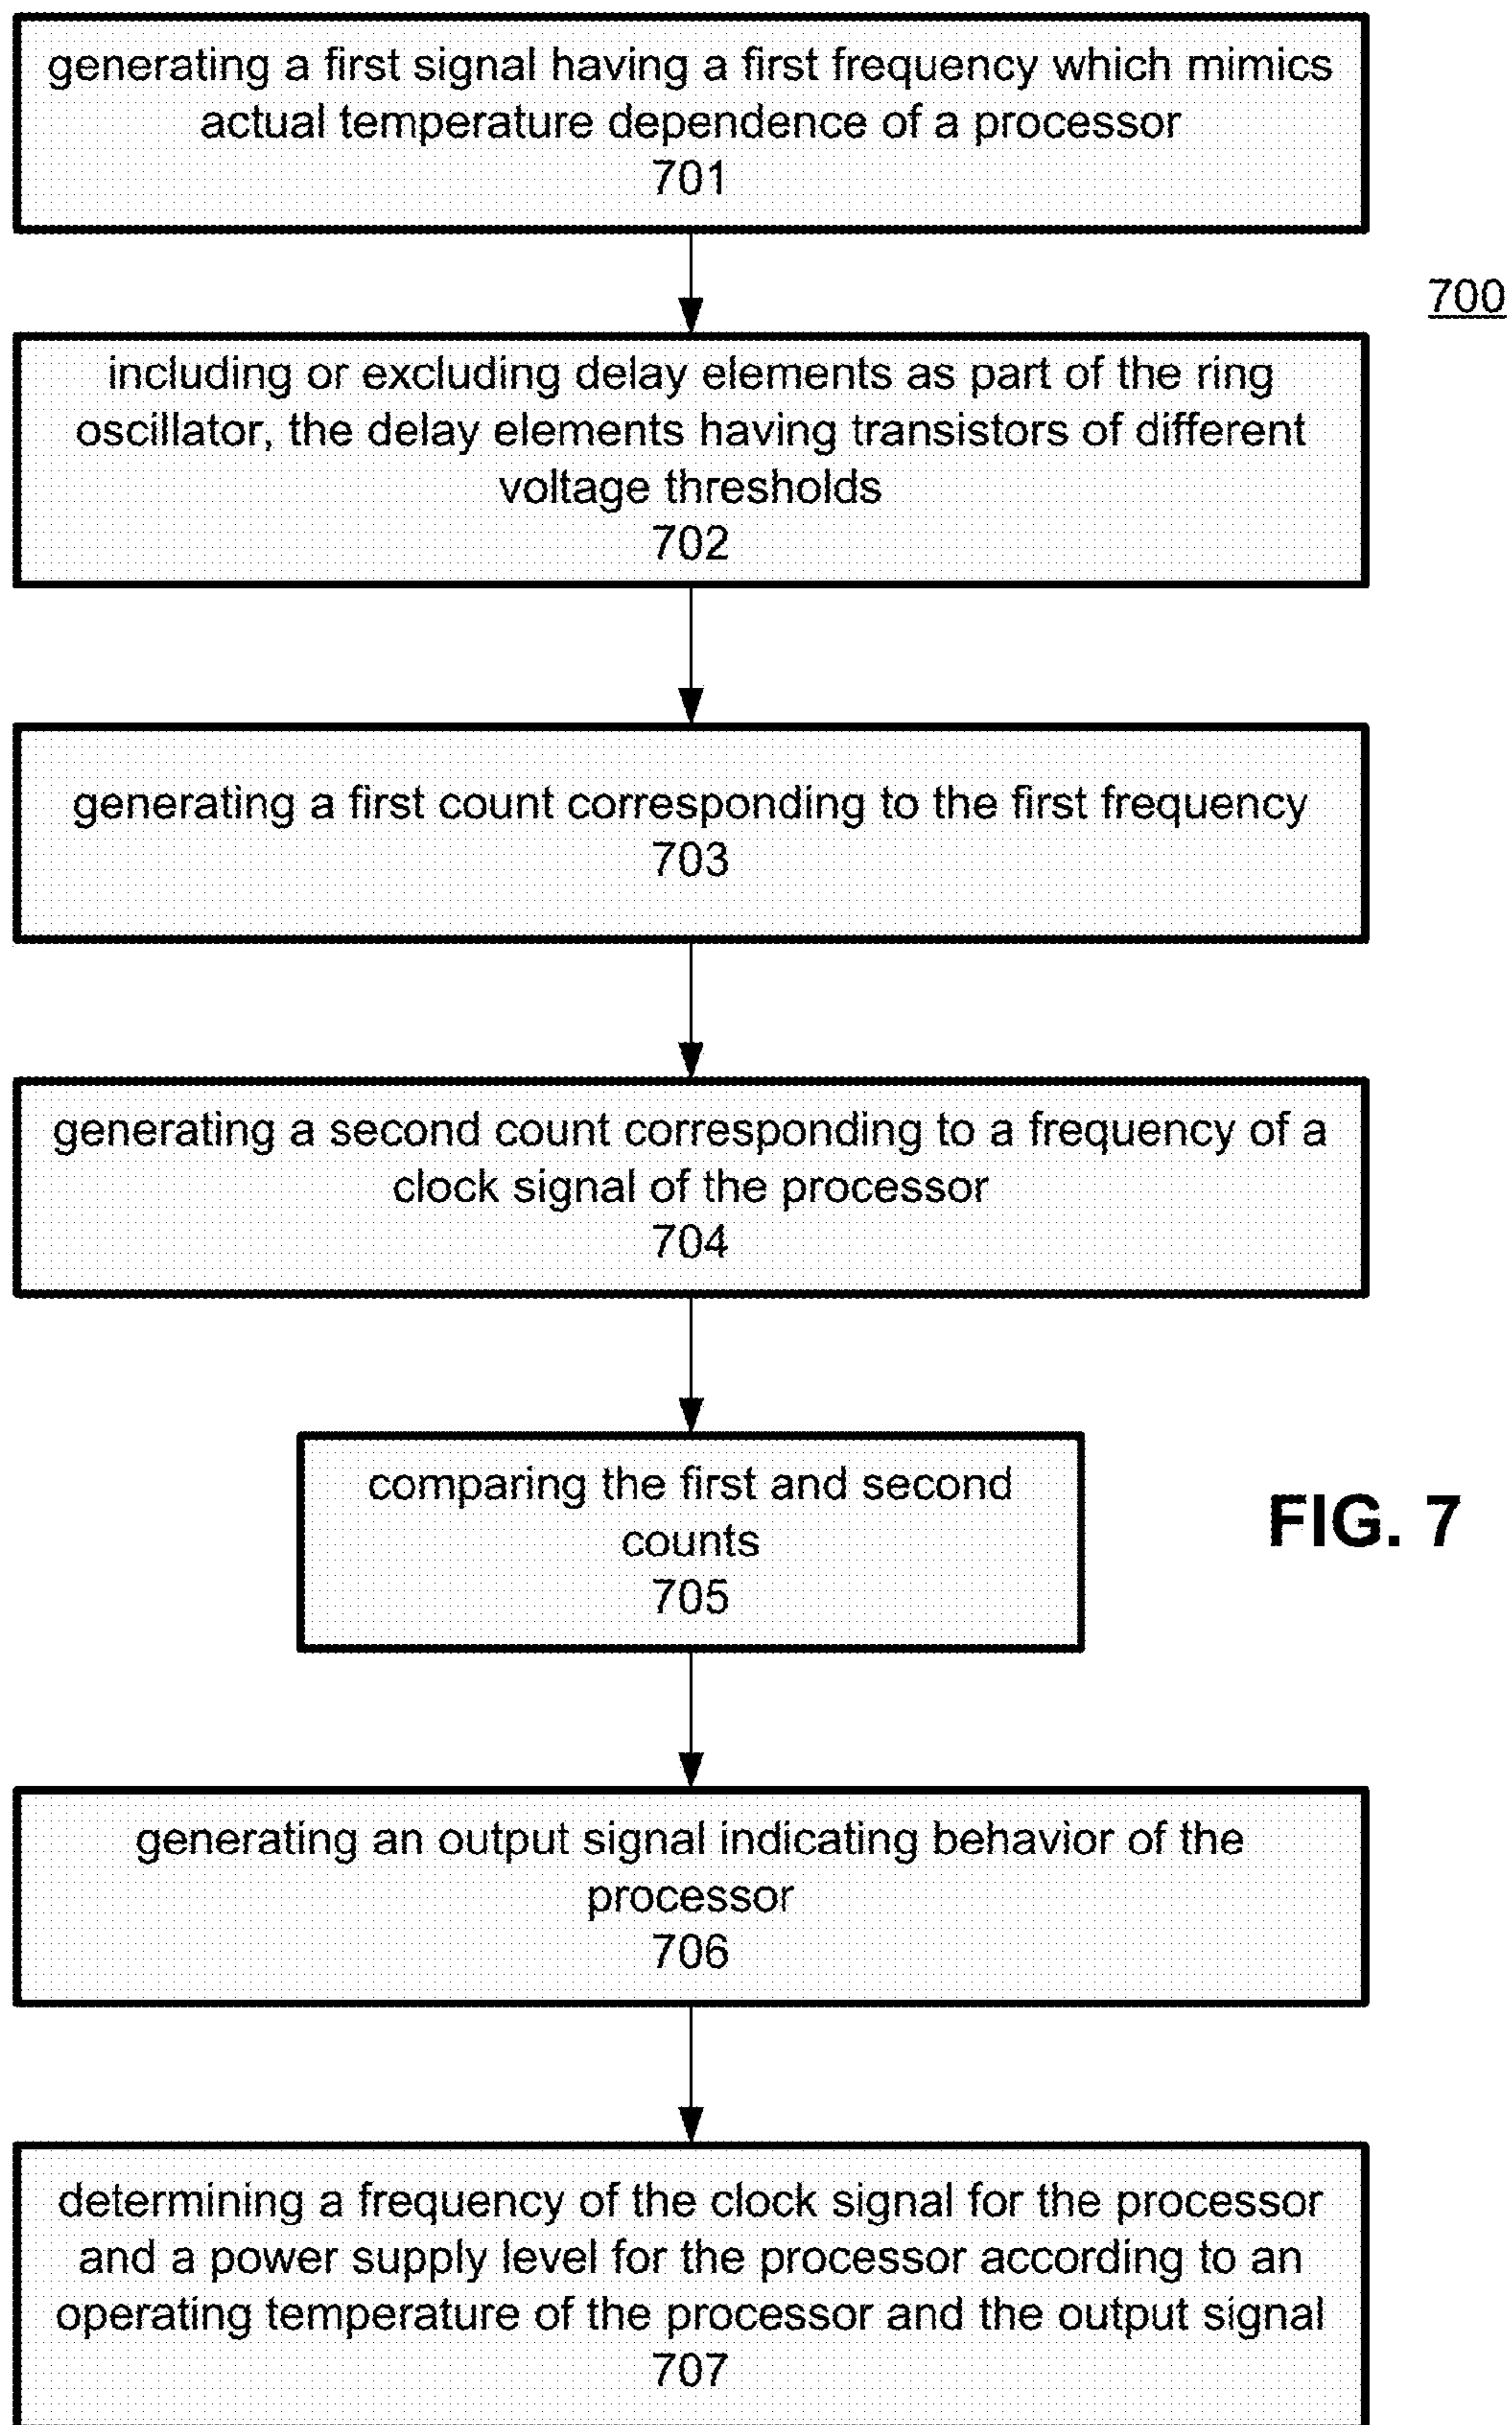 generating a first signal having a first frequency which mimics
actual temperature dependence of a processor
701
700
including or excluding delay elements as part of the ring
oscillator, the delay elements having transistors of different
voltage thresholds
702
generating a first count corresponding to the first frequency
703
generating a second count corresponding to a frequency of a
clock signal of the processor
704
comparing the first and second
counts
705
FIG. 7
generating an output signal indicating behavior of the
processor
706
determining a frequency of the clock signal for the processor
and a power supply level for the processor according to an
operating temperature of the processor and the output signal
707